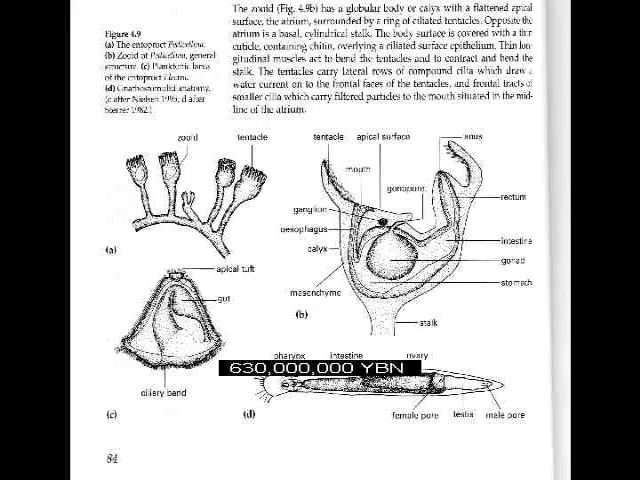 The zooid (Fig. 4.9b) has a globular body or calyx with a flattened apical
surface, the atrium, surrounded by a ring of ciliated tentacles. Opposite the
atrium is a basal, cylindrical stalk. The body surface is covered with a thin
cuticle, containing chitin, overlying a ciliated surface epithelium. Thin lon-
gitudinal muscles act to bend the tentacles and to contract and bend the
stalk. The tentacles carry lateral rows of compound cilia which draw a
water current on to the frontal faces of the tentacles, and frontal tracts of
smaller cilia which carry filtered particles to the mouth situated in the mid-
line of the atrium.
Figure 4.9
(a) The entoproct Pedicellina.
(b) Zooid of Pedicellina, general
structure. (c) Planktonic larva
of the entoproct
(d) Gnathostomulid anatomy.
(c after Nielsen 1995, d after
Sterrer 1982.)
zooid
tentacle
(a)
tentacle
apical surface
anus
mouth
gonopore
rectum
ganglion
oesophagus
calyx
intestine
gonad
stomach
mesenchyme
(b)
stalk
apical tuft
gut
ciliary band
(c)
630,000,000 YBN
pharynx
intestine
ovary
(d)
female pore
testis
male pore
84